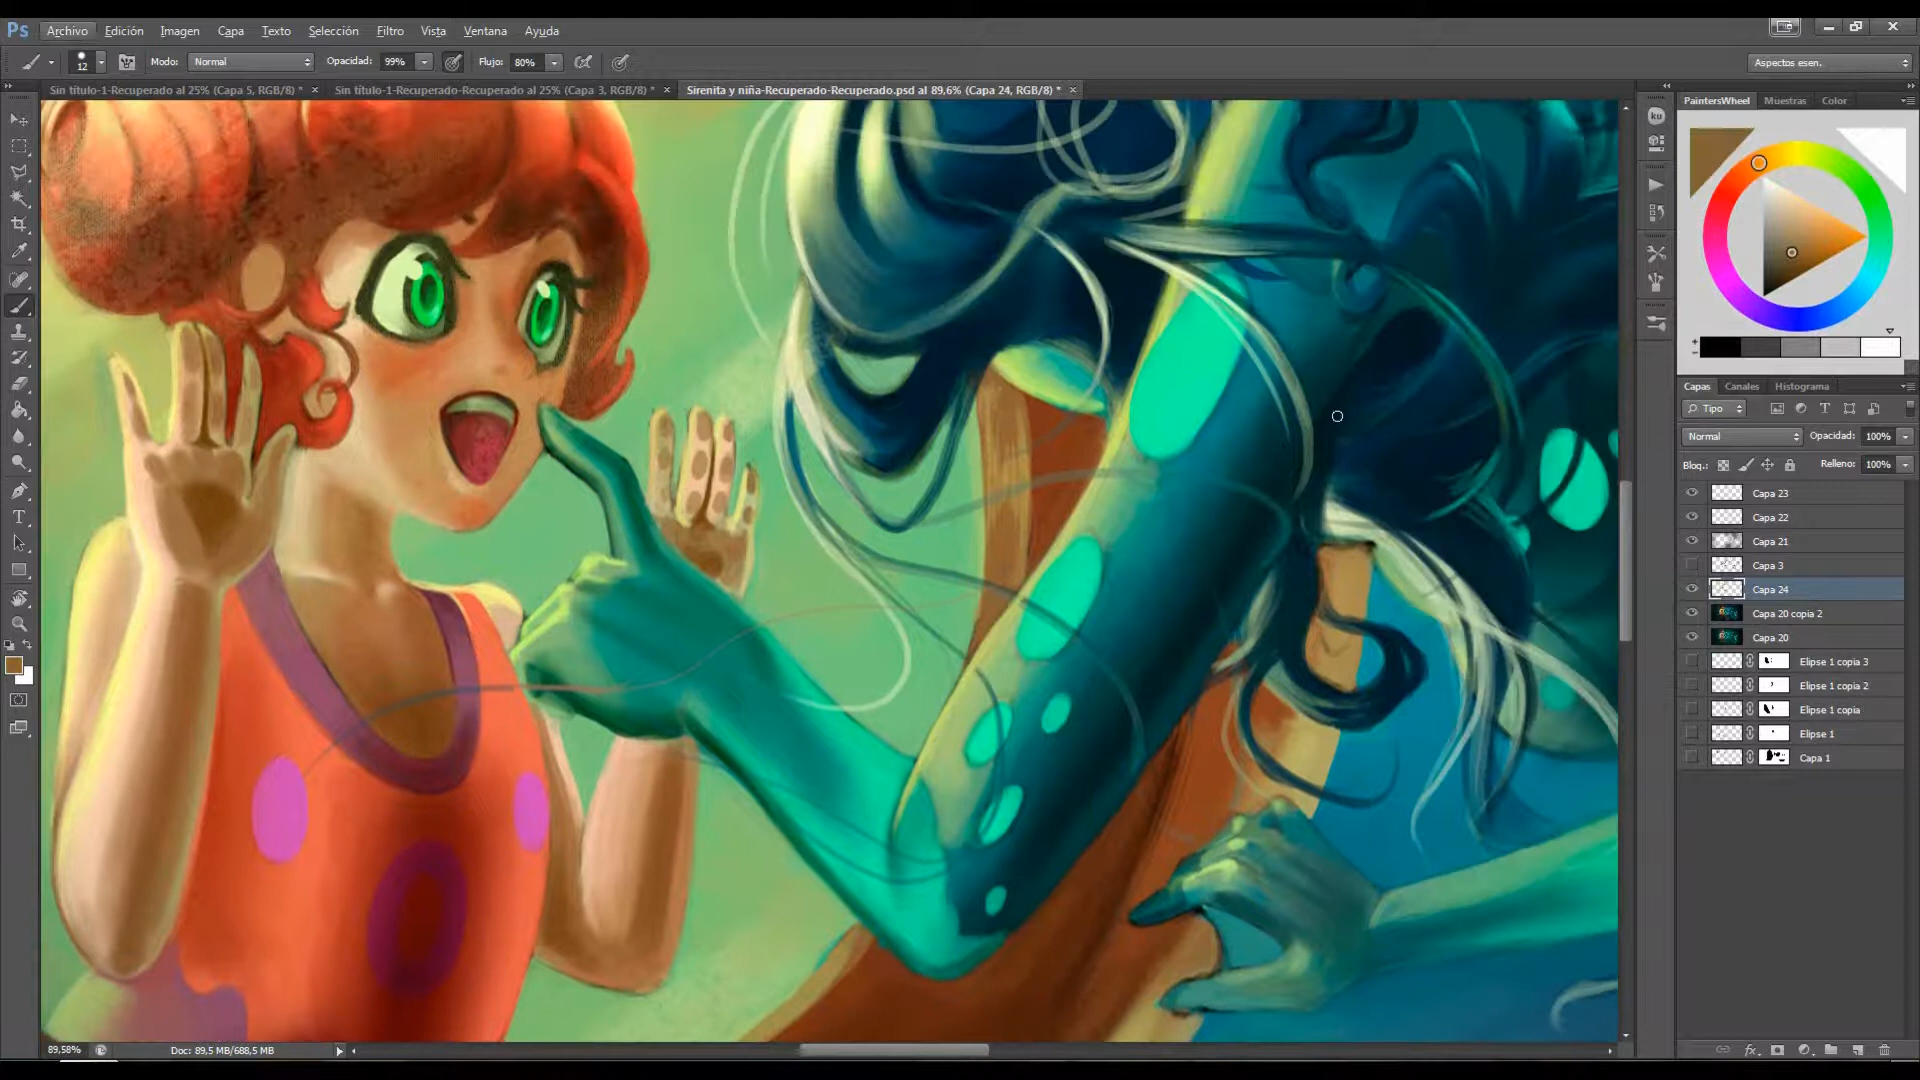 Ps Archivo Edición Imagen Capa Texto Selección Filtro Vista Ventana Ayuda
12 Modo: Normal Opacidad: 99% Flujo: 80% Aspectos esen.
Sin título-1-Recuperado al 25% (Capa 5, RGB/8) * × Sin título-1-Recuperado-Recuperado al 25% (Capa 3, RGB/8) * × Sirenita y niña-Recuperado-Recuperado.psd al 89,6% (Capa 24, RGB/8) * ×
PaintersWheel Muestras Color
ku
Capas Canales Histograma
Tipo
Normal Opacidad: 100%
Bloq.: Relleno: 100%
Capa 23
Capa 22
Capa 21
Capa 3
Capa 24
Capa 20 copia 2
Capa 20
Elipse 1 copia 3
Elipse 1 copia 2
Elipse 1 copia
Elipse 1
Capa 1
89,58% Doc: 89,5 MB/688,5 MB
fx